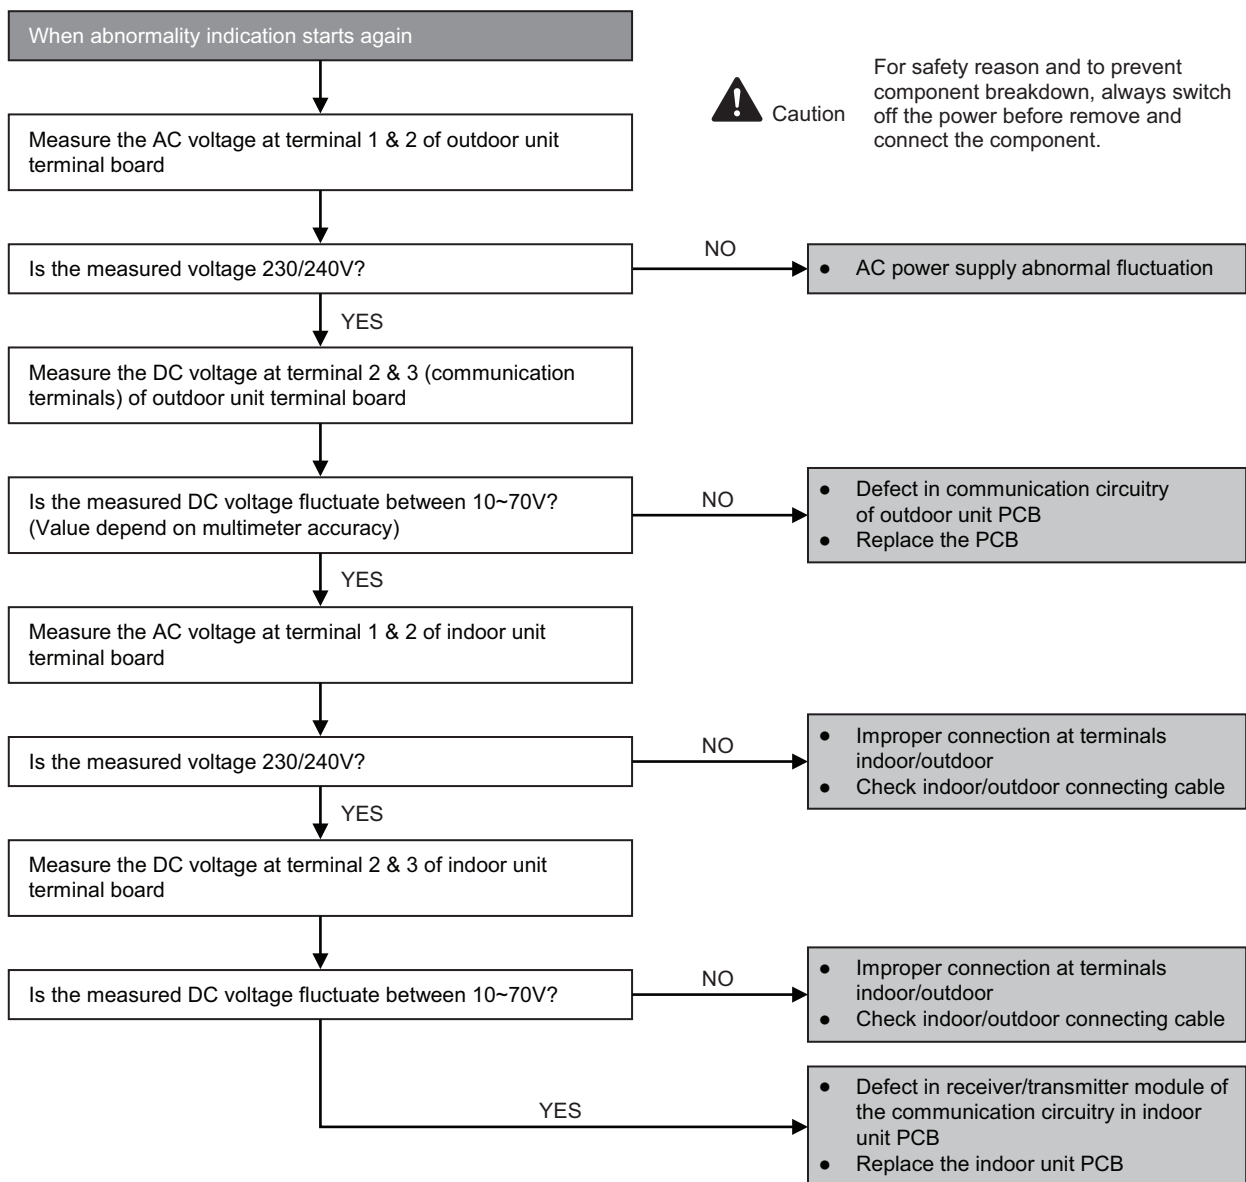 When abnormality indication starts again
Caution
For safety reason and to prevent
component breakdown, always switch
off the power before remove and
connect the component.
Measure the AC voltage at terminal 1 & 2 of outdoor unit
terminal board
Is the measured voltage 230/240V?
NO
● AC power supply abnormal fluctuation
YES
Measure the DC voltage at terminal 2 & 3 (communication
terminals) of outdoor unit terminal board
Is the measured DC voltage fluctuate between 10~70V?
(Value depend on multimeter accuracy)
NO
● Defect in communication circuitry
of outdoor unit PCB
● Replace the PCB
YES
Measure the AC voltage at terminal 1 & 2 of indoor unit
terminal board
Is the measured voltage 230/240V?
NO
● Improper connection at terminals
indoor/outdoor
● Check indoor/outdoor connecting cable
YES
Measure the DC voltage at terminal 2 & 3 of indoor unit
terminal board
Is the measured DC voltage fluctuate between 10~70V?
NO
● Improper connection at terminals
indoor/outdoor
● Check indoor/outdoor connecting cable
YES
● Defect in receiver/transmitter module of
the communication circuitry in indoor
unit PCB
● Replace the indoor unit PCB